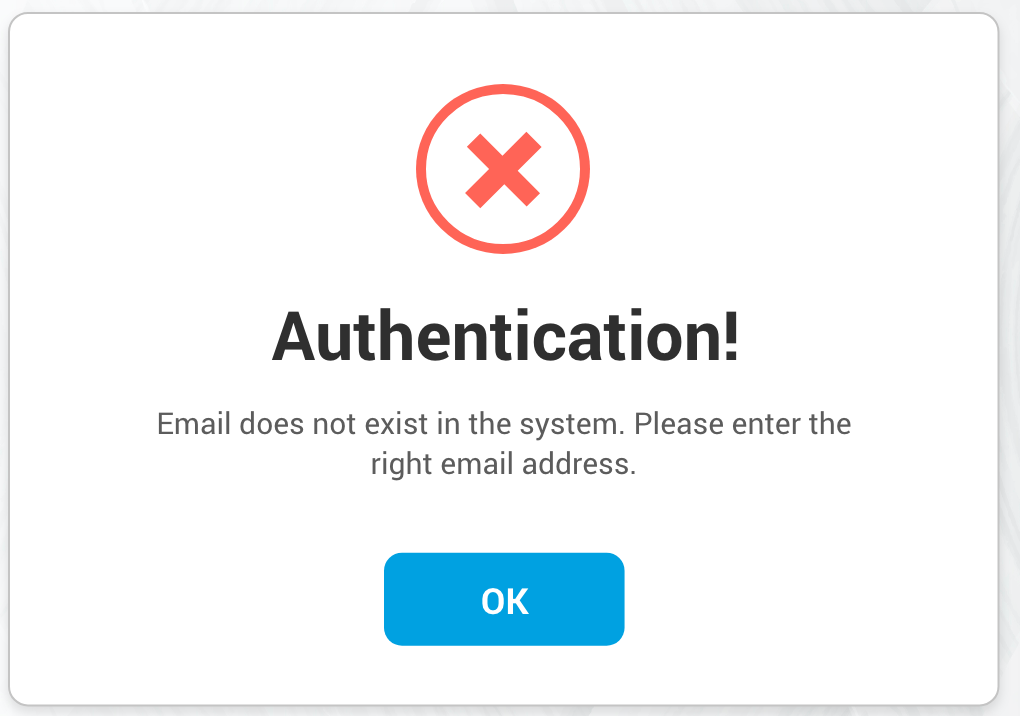 Authentication!
Email does not exist in the system. Please enter the
right email address.
OK